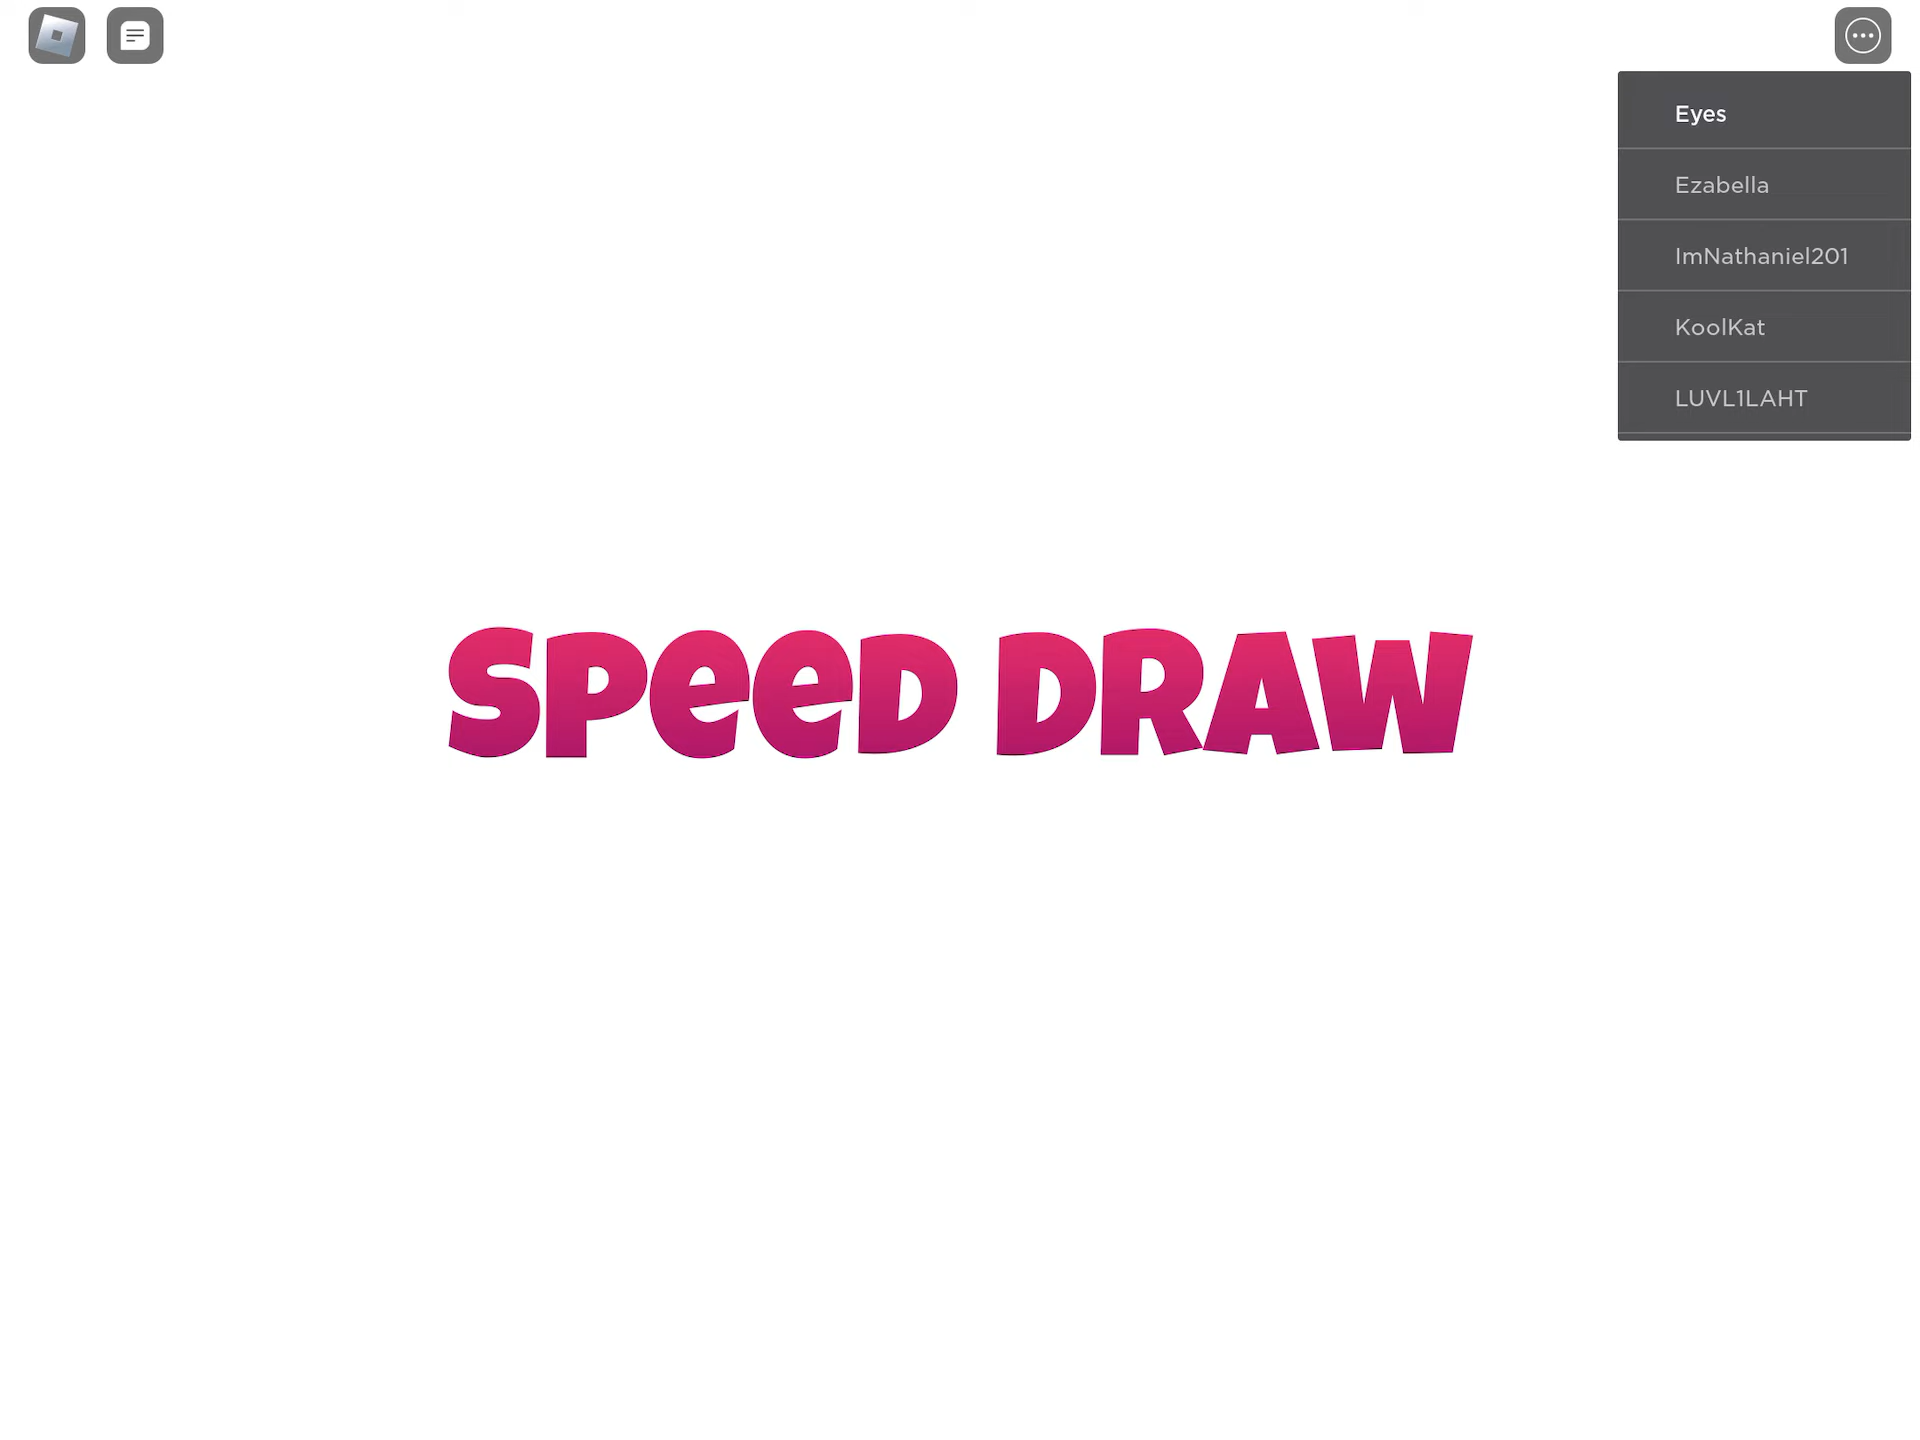 Eyes
Ezabella
ImNathaniel201
KoolKat
LUVL1LAHT
SPEED DRAW